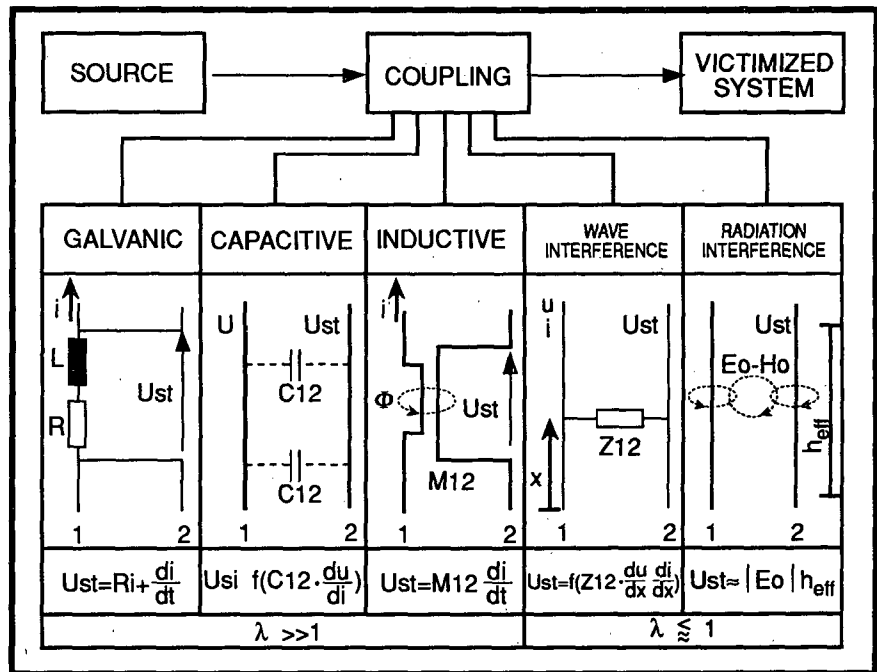 SOURCE
COUPLING
VICTIMIZED
SYSTEM
GALVANIC
CAPACITIVE
INDUCTIVE
WAVE
INTERFERENCE
RADIATION
INTERFERENCE
i
L
R
Ust
1
2
U
Ust
C12
C12
1
2
i
Φ
Ust
M12
1
2
u
i
Ust
Z12
x
1
2
Ust
Eo-Ho
heff
1
2
Ust=Ri+di/dt
Usi f(C12·du/di)
Ust=M12 di/dt
Ust=f(Z12·du/dx di/dx)
Ust≈|Eo|heff
λ >>1
λ ⪅ 1